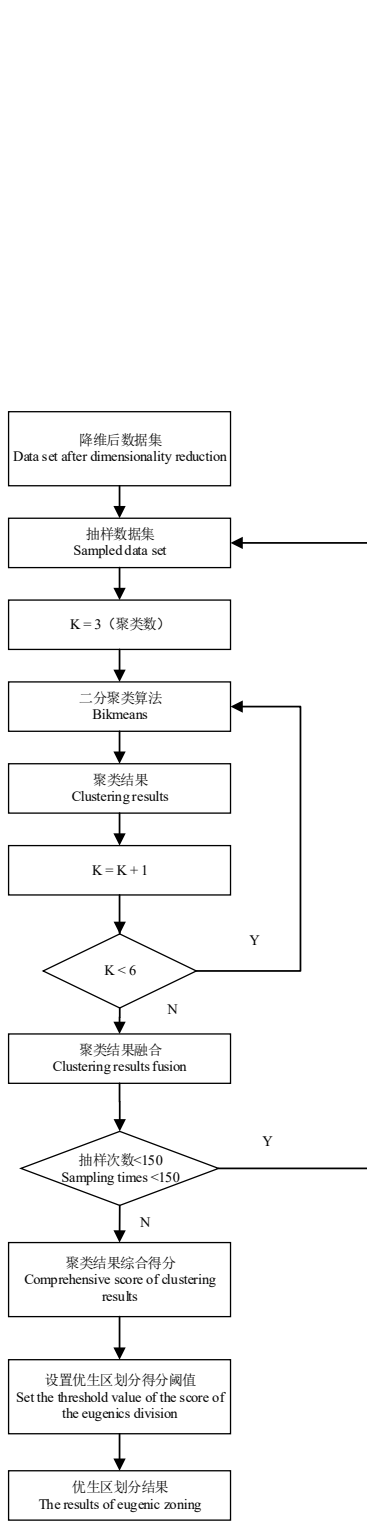 降维后数据集
Data set after dimensionality reduction
抽样数据集
Sampled data set
K = 3（聚类数）
二分聚类算法
Bikmeans
聚类结果
Clustering results
K = K + 1
K < 6
Y
N
聚类结果融合
Clustering results fusion
抽样次数<150
Sampling times <150
Y
N
聚类结果综合得分
Comprehensive score of clustering
results
设置优生区划分得分阈值
Set the threshold value of the score of
the eugenics division
优生区划分结果
The results of eugenic zoning